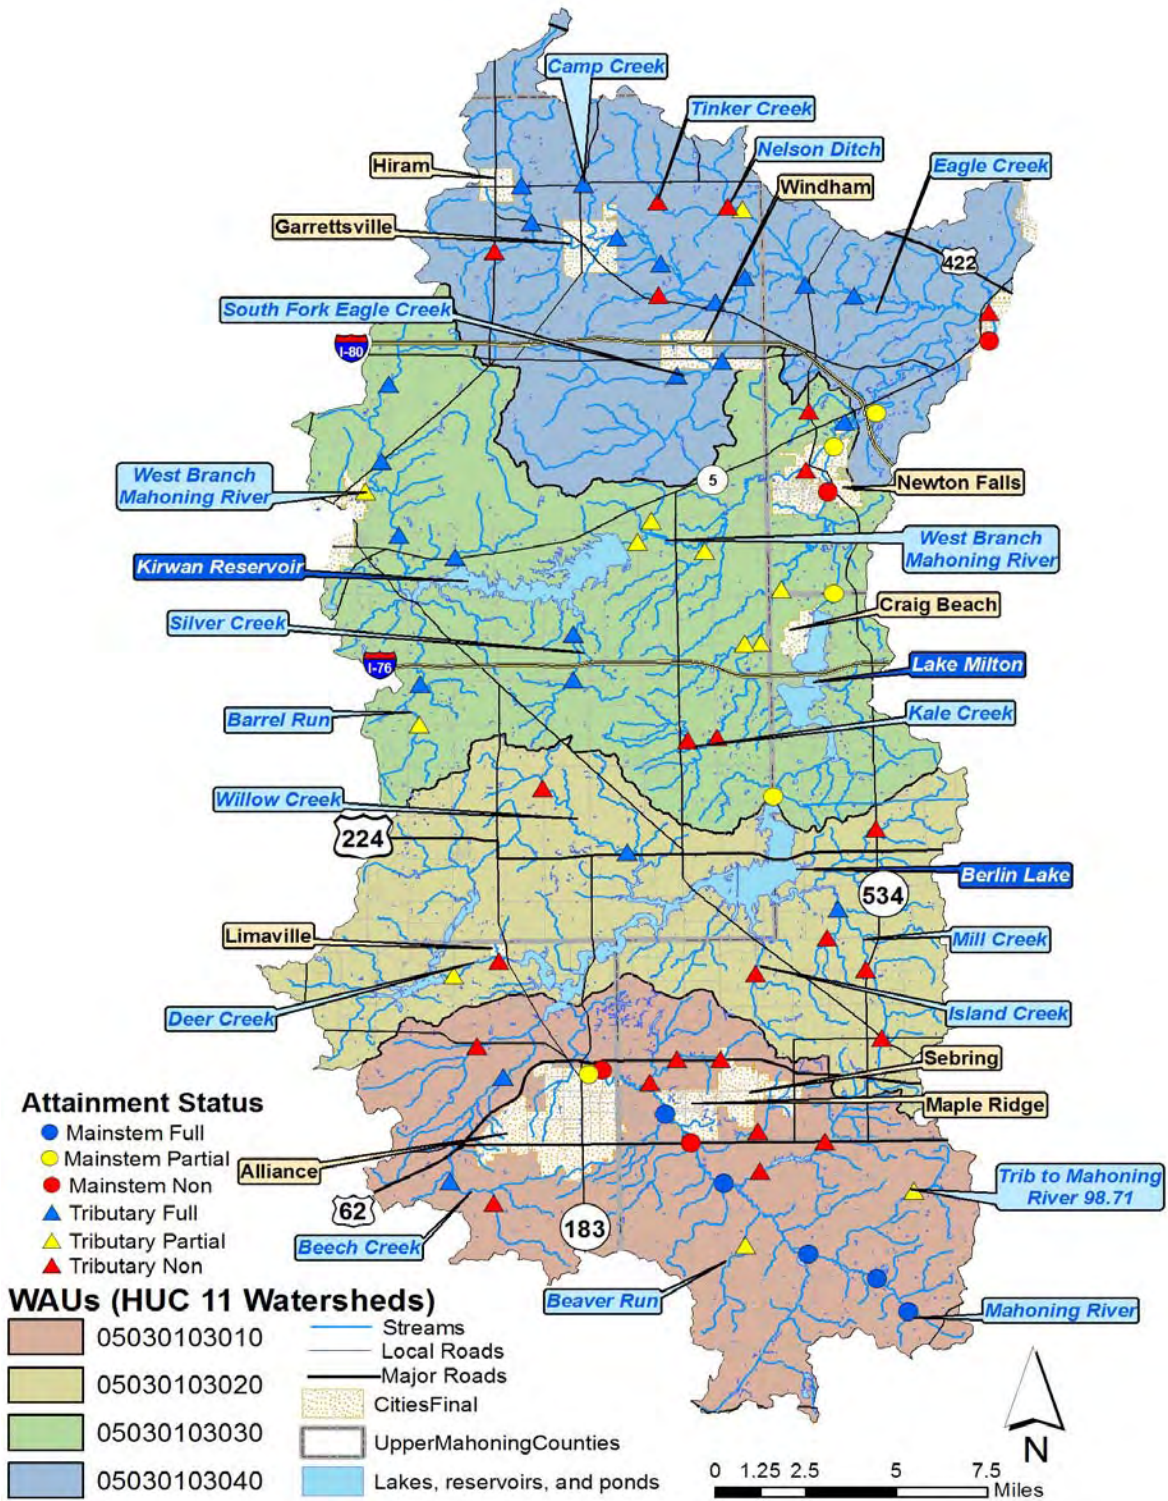 Camp Creek
Tinker Creek
Nelson Ditch
Hiram
Eagle Creek
Windham
Garrettsville
422
South Fork Eagle Creek
I-80
West Branch
Mahoning River
5
Newton Falls
West Branch
Mahoning River
Kirwan Reservoir
Craig Beach
Silver Creek
I-76
Lake Milton
Barrel Run
Kale Creek
Willow Creek
224
Berlin Lake
534
Limaville
Mill Creek
Deer Creek
Island Creek
Sebring
Maple Ridge
Attainment Status
Mainstem Full
Mainstem Partial
Mainstem Non
Tributary Full
Tributary Partial
Tributary Non
Alliance
62
183
Trib to Mahoning
River 98.71
Beech Creek
Beaver Run
Mahoning River
WAUs (HUC 11 Watersheds)
05030103010
05030103020
05030103030
05030103040
Streams
Local Roads
Major Roads
CitiesFinal
UpperMahoningCounties
Lakes, reservoirs, and ponds
N
0 1.25 2.5 5 7.5
Miles